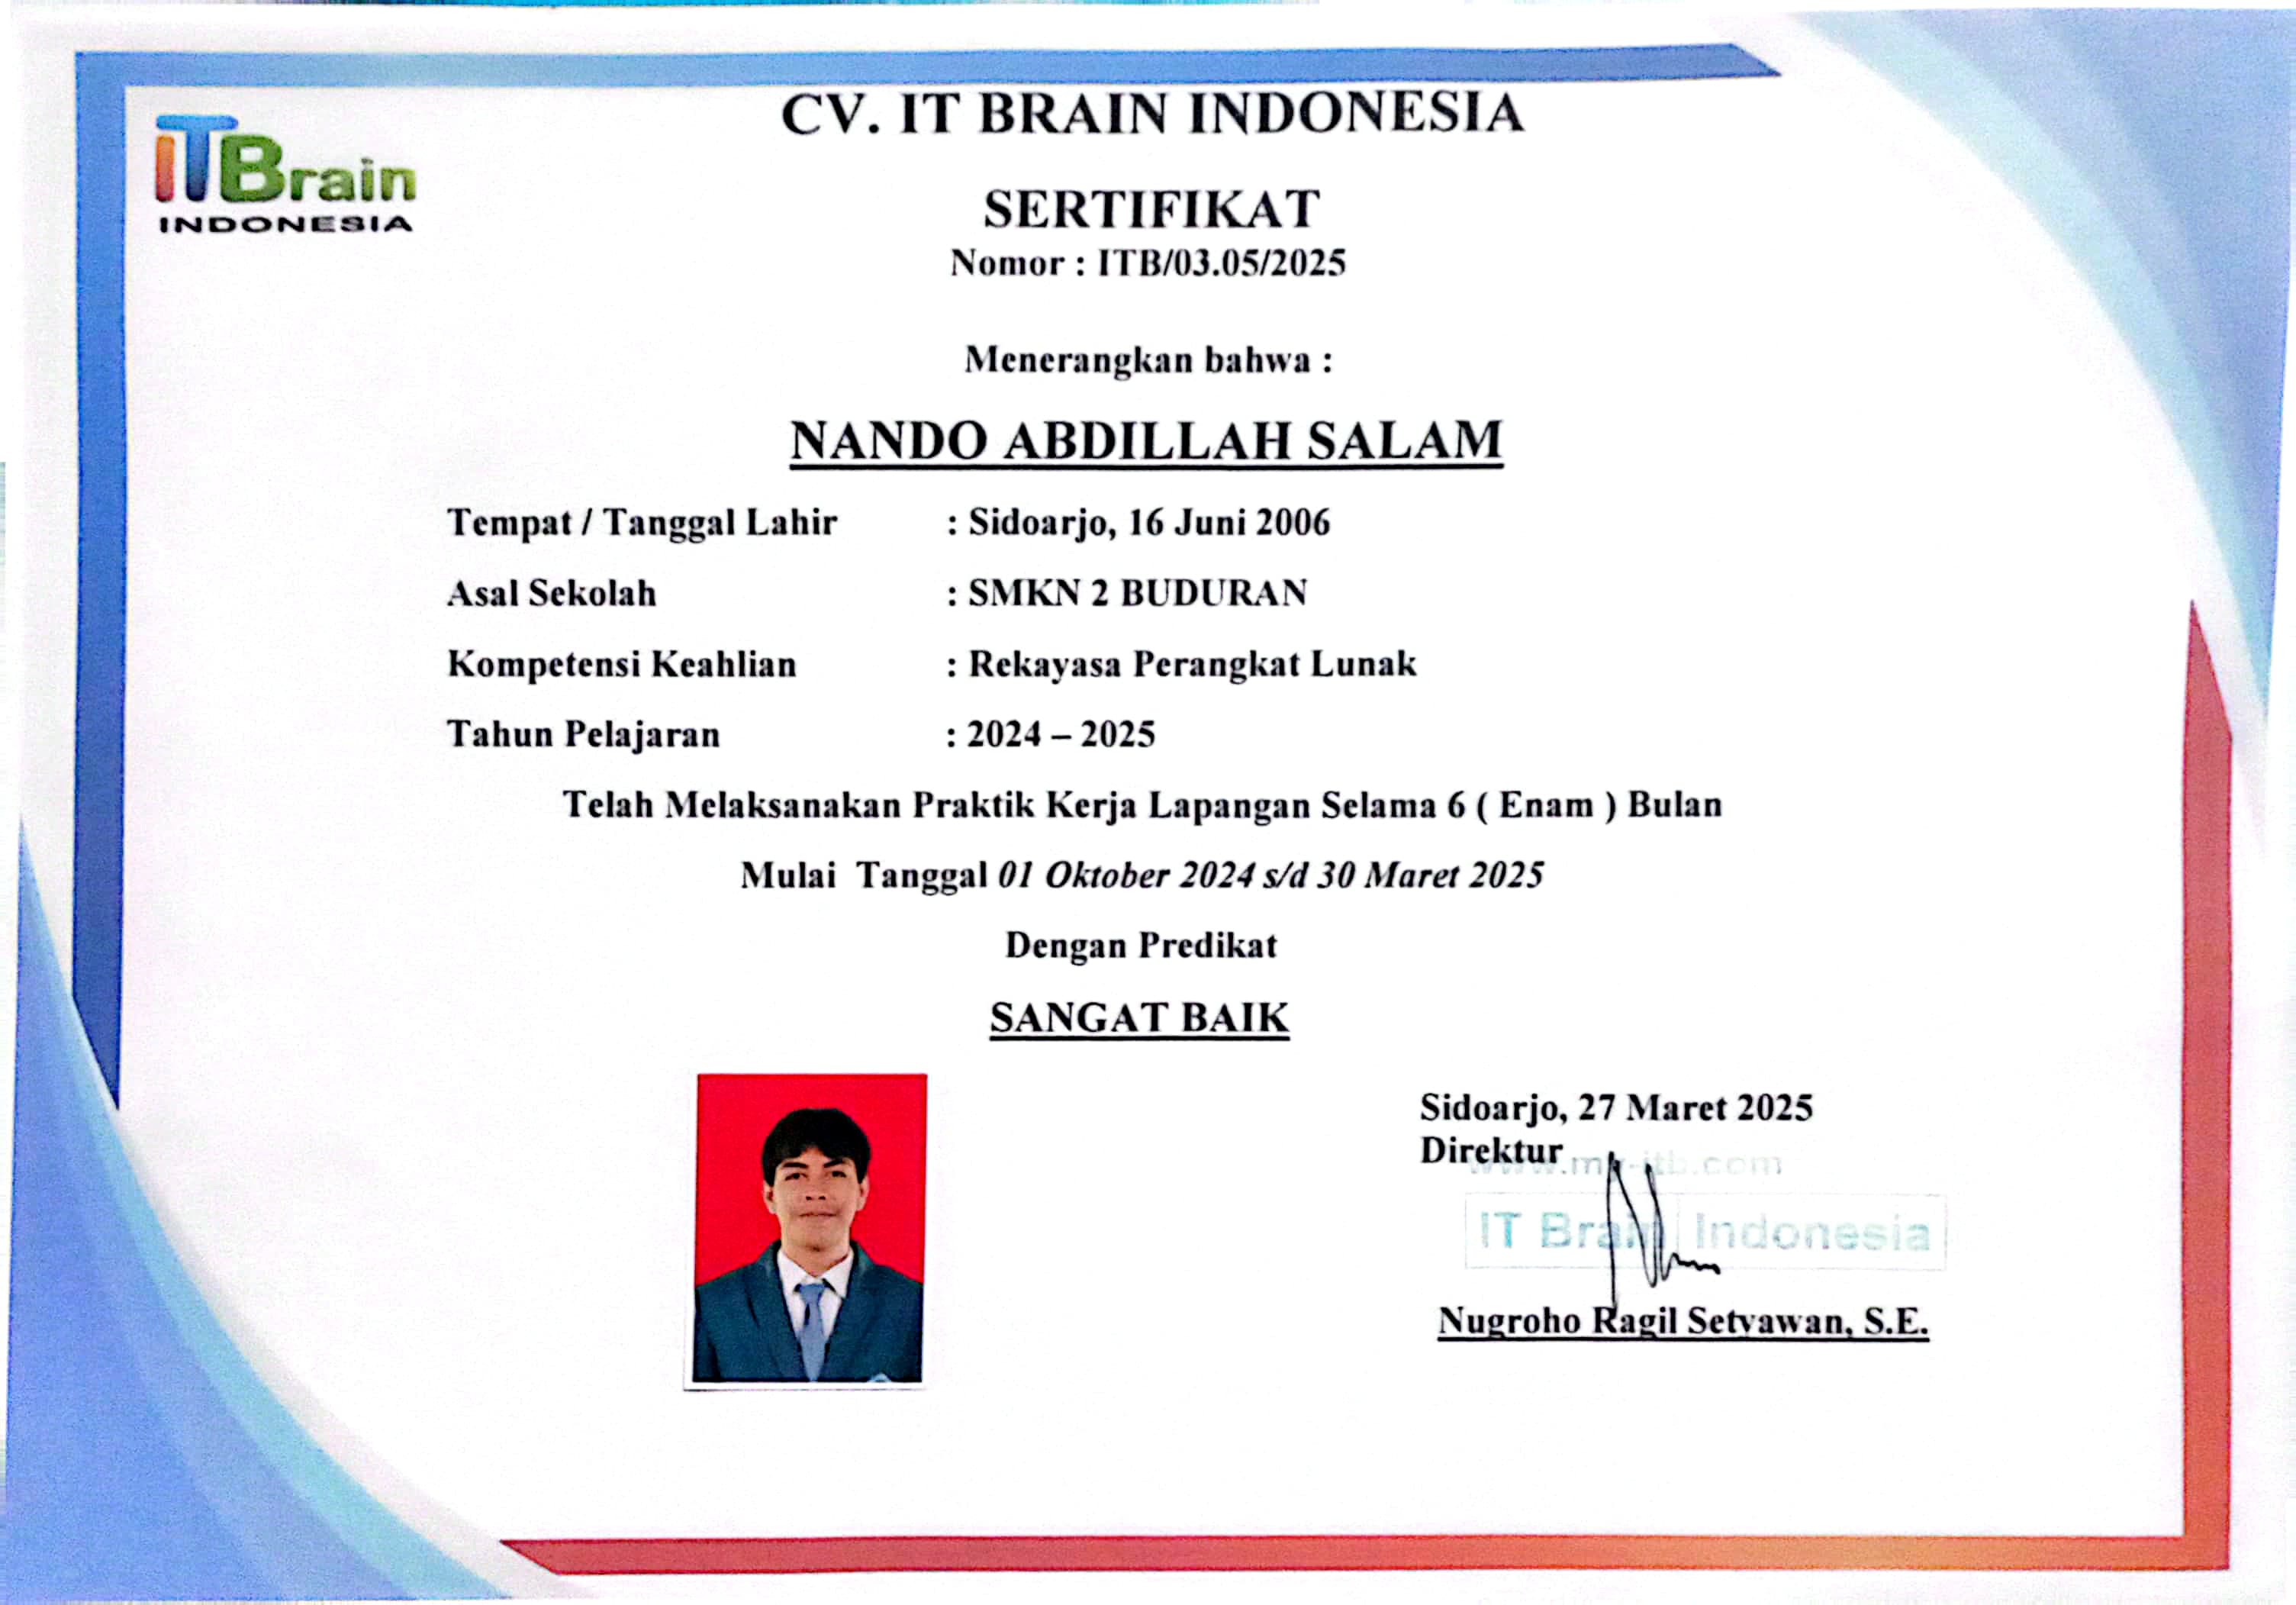 ITBrain
INDONESIA
CV. IT BRAIN INDONESIA
SERTIFIKAT
Nomor : ITB/03.05/2025
Menerangkan bahwa :
NANDO ABDILLAH SALAM
Tempat / Tanggal Lahir : Sidoarjo, 16 Juni 2006
Asal Sekolah : SMKN 2 BUDURAN
Kompetensi Keahlian : Rekayasa Perangkat Lunak
Tahun Pelajaran : 2024 – 2025
Telah Melaksanakan Praktik Kerja Lapangan Selama 6 ( Enam ) Bulan
Mulai Tanggal 01 Oktober 2024 s/d 30 Maret 2025
Dengan Predikat
SANGAT BAIK
Sidoarjo, 27 Maret 2025
Direktur
www.my-itb.com
IT Brain Indonesia
Nugroho Ragil Setyawan, S.E.